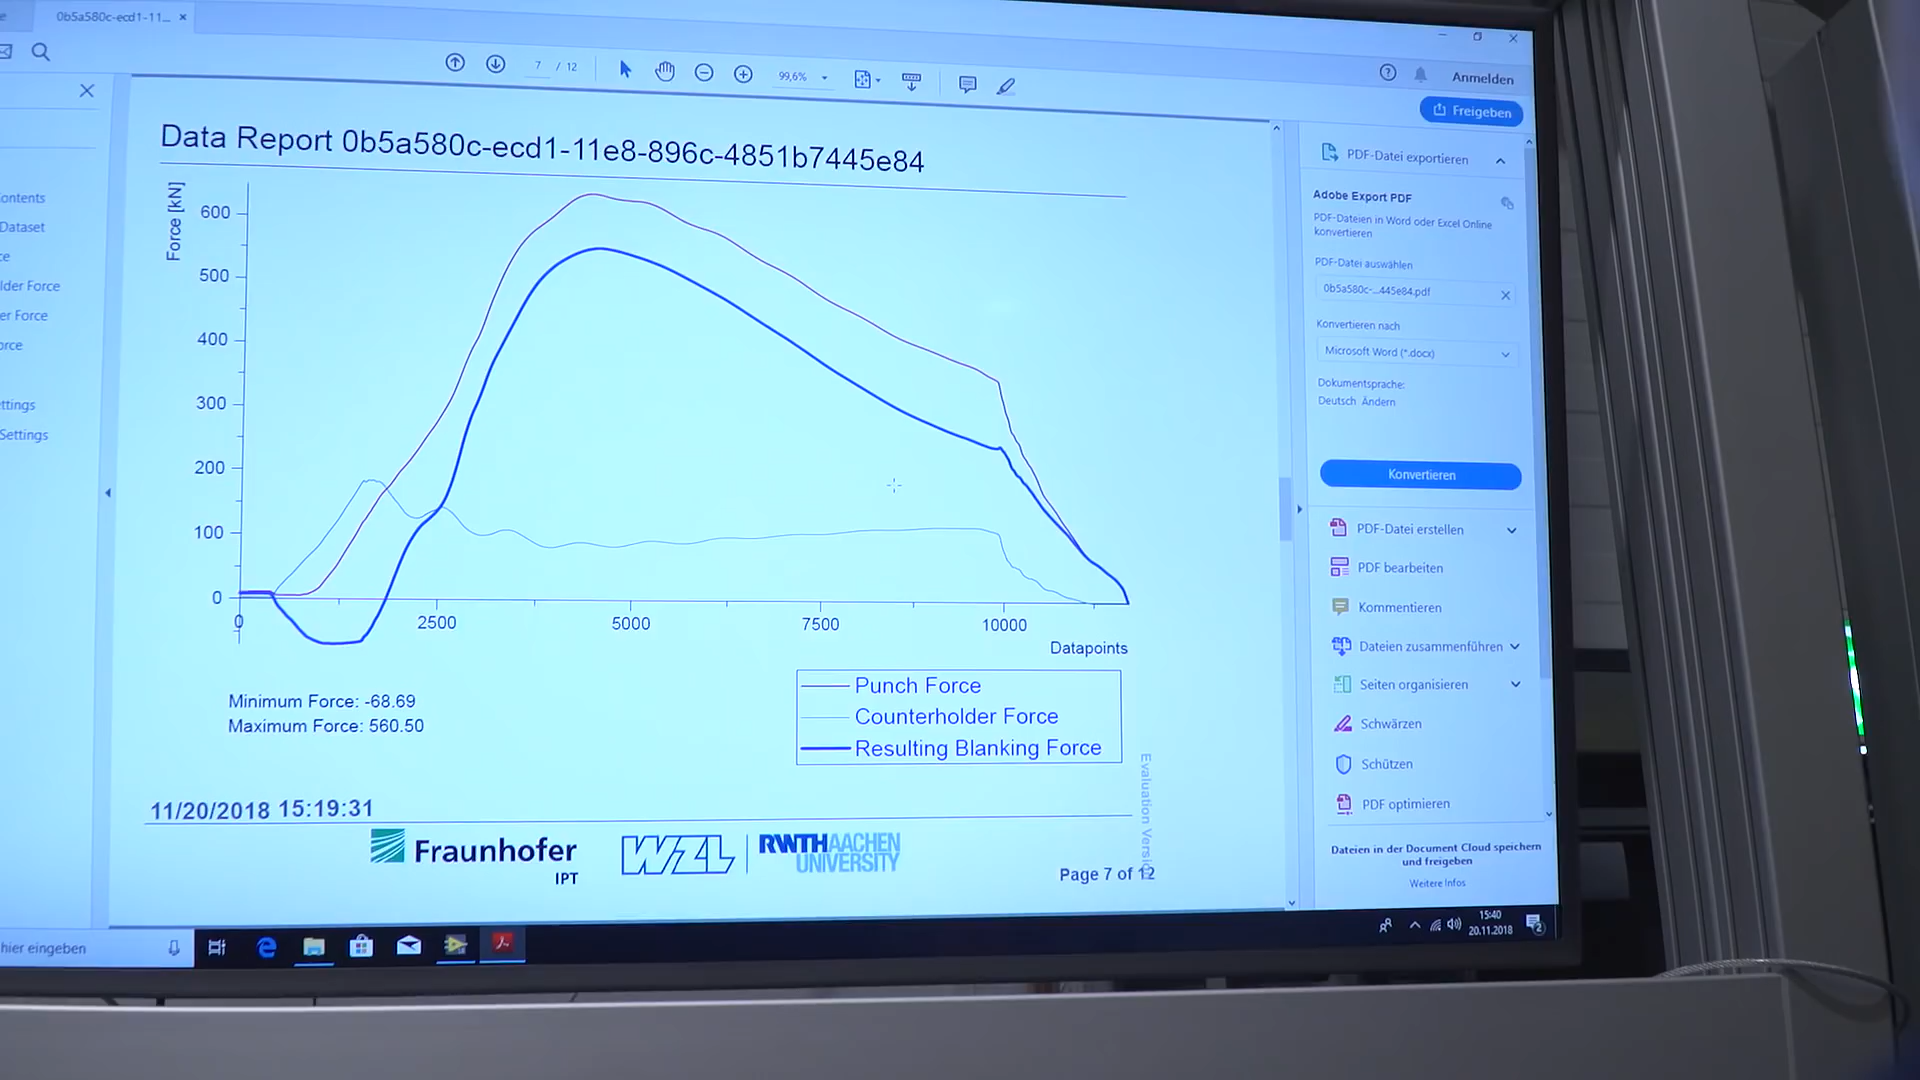 0b5a580c-ecd1-11...
7 / 12
99,6%
Anmelden
Freigeben
ontents
Dataset
ce
lder Force
er Force
orce
ttings
Settings
Data Report 0b5a580c-ecd1-11e8-896c-4851b7445e84
Force [kN]
600
500
400
300
200
100
0
0
2500
5000
7500
10000
Datapoints
Minimum Force: -68.69
Maximum Force: 560.50
Punch Force
Counterholder Force
Resulting Blanking Force
11/20/2018 15:19:31
Fraunhofer
IPT
WZL
RWTHAACHEN
UNIVERSITY
Page 7 of 12
Evaluation Version
PDF-Datei exportieren
Adobe Export PDF
PDF-Dateien in Word oder Excel Online
konvertieren
PDF-Datei auswählen
0b5a580c-...445e84.pdf
Konvertieren nach
Microsoft Word (*.docx)
Dokumentsprache:
Deutsch Ändern
Konvertieren
PDF-Datei erstellen
PDF bearbeiten
Kommentieren
Dateien zusammenführen
Seiten organisieren
Schwärzen
Schützen
PDF optimieren
Dateien in der Document Cloud speichern
und freigeben
Weitere Infos
hier eingeben
15:40
20.11.2018
2